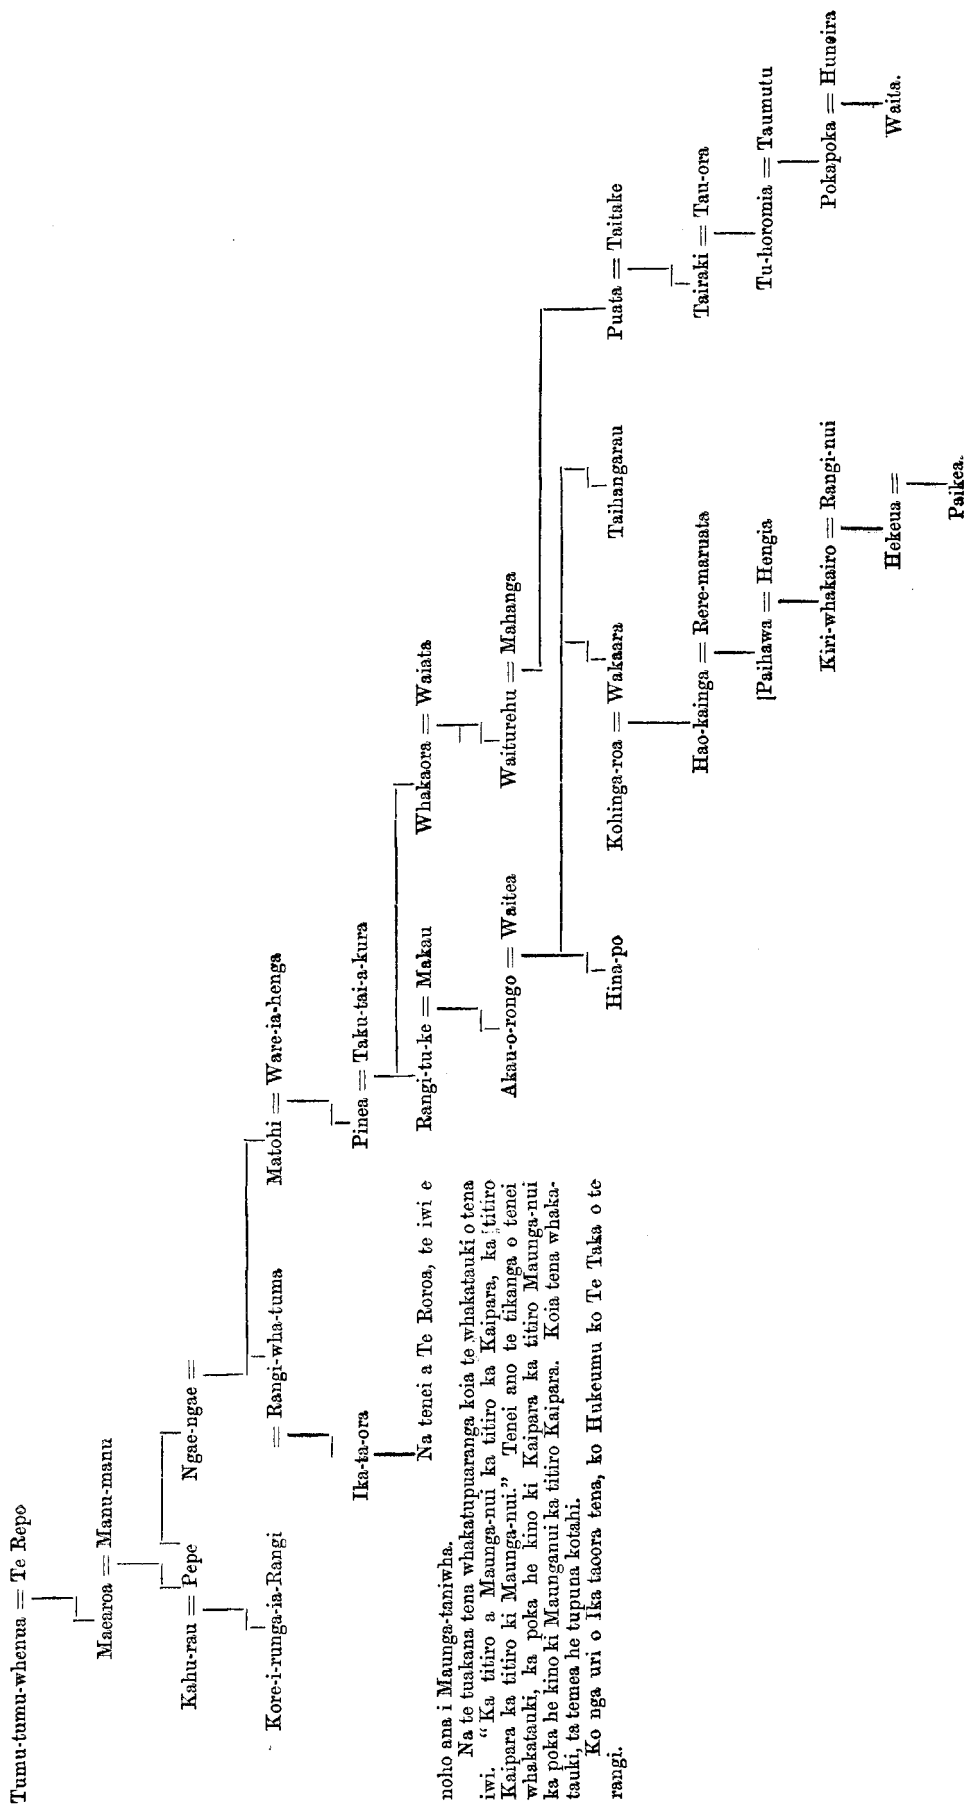 Tumu-tumu-whenua = Te Repo
Maearoa = Manu-manu
Kahu-rau = Pepe Ngae-ngae =
Kore-i-runga-ia-Rangi = Rangi-wha-tuma Matohi = Ware-ia-henga
Ika-ta-ora Pinea = Taku-tai-a-kura
Na tenei a Te Roroa, te iwi e Rangi-tu-ke = Makau Whakaora = Waiata
noho ana i Maunga-taniwha.
Na te tuakana tena whakatupuaranga koia te whakatauki o tena
iwi. “Ka titiro a Maunga-nui ka titiro ka Kaipara, ka titiro
Kaipara ka titiro ki Maunga-nui.” Tenei ano te tikanga o tenei
whakatauki, ka poka he kino ki Kaipara ka titiro Maunga-nui
ka poka he kino ki Maunganui ka titiro Kaipara. Koia tena whaka-
tauki, ta temea he tupuna kotahi.
Ko nga uri o Ika taoora tena, ko Hukeumu ko Te Taka o te
rangi.
Akau-o-rongo = Waitea Waiturehu = Mahanga
Hina-po Kohinga-roa = Wakaara Taihangarau Puata = Taitake
Hao-kainga = Rere-maruata Tairaki = Tau-ora
[Paihawa = Hengia Tu-horomia = Taumutu
Kiri-whakairo = Rangi-nui Pokapoka = Huneira
Hekeua = Waita.
Paikea.